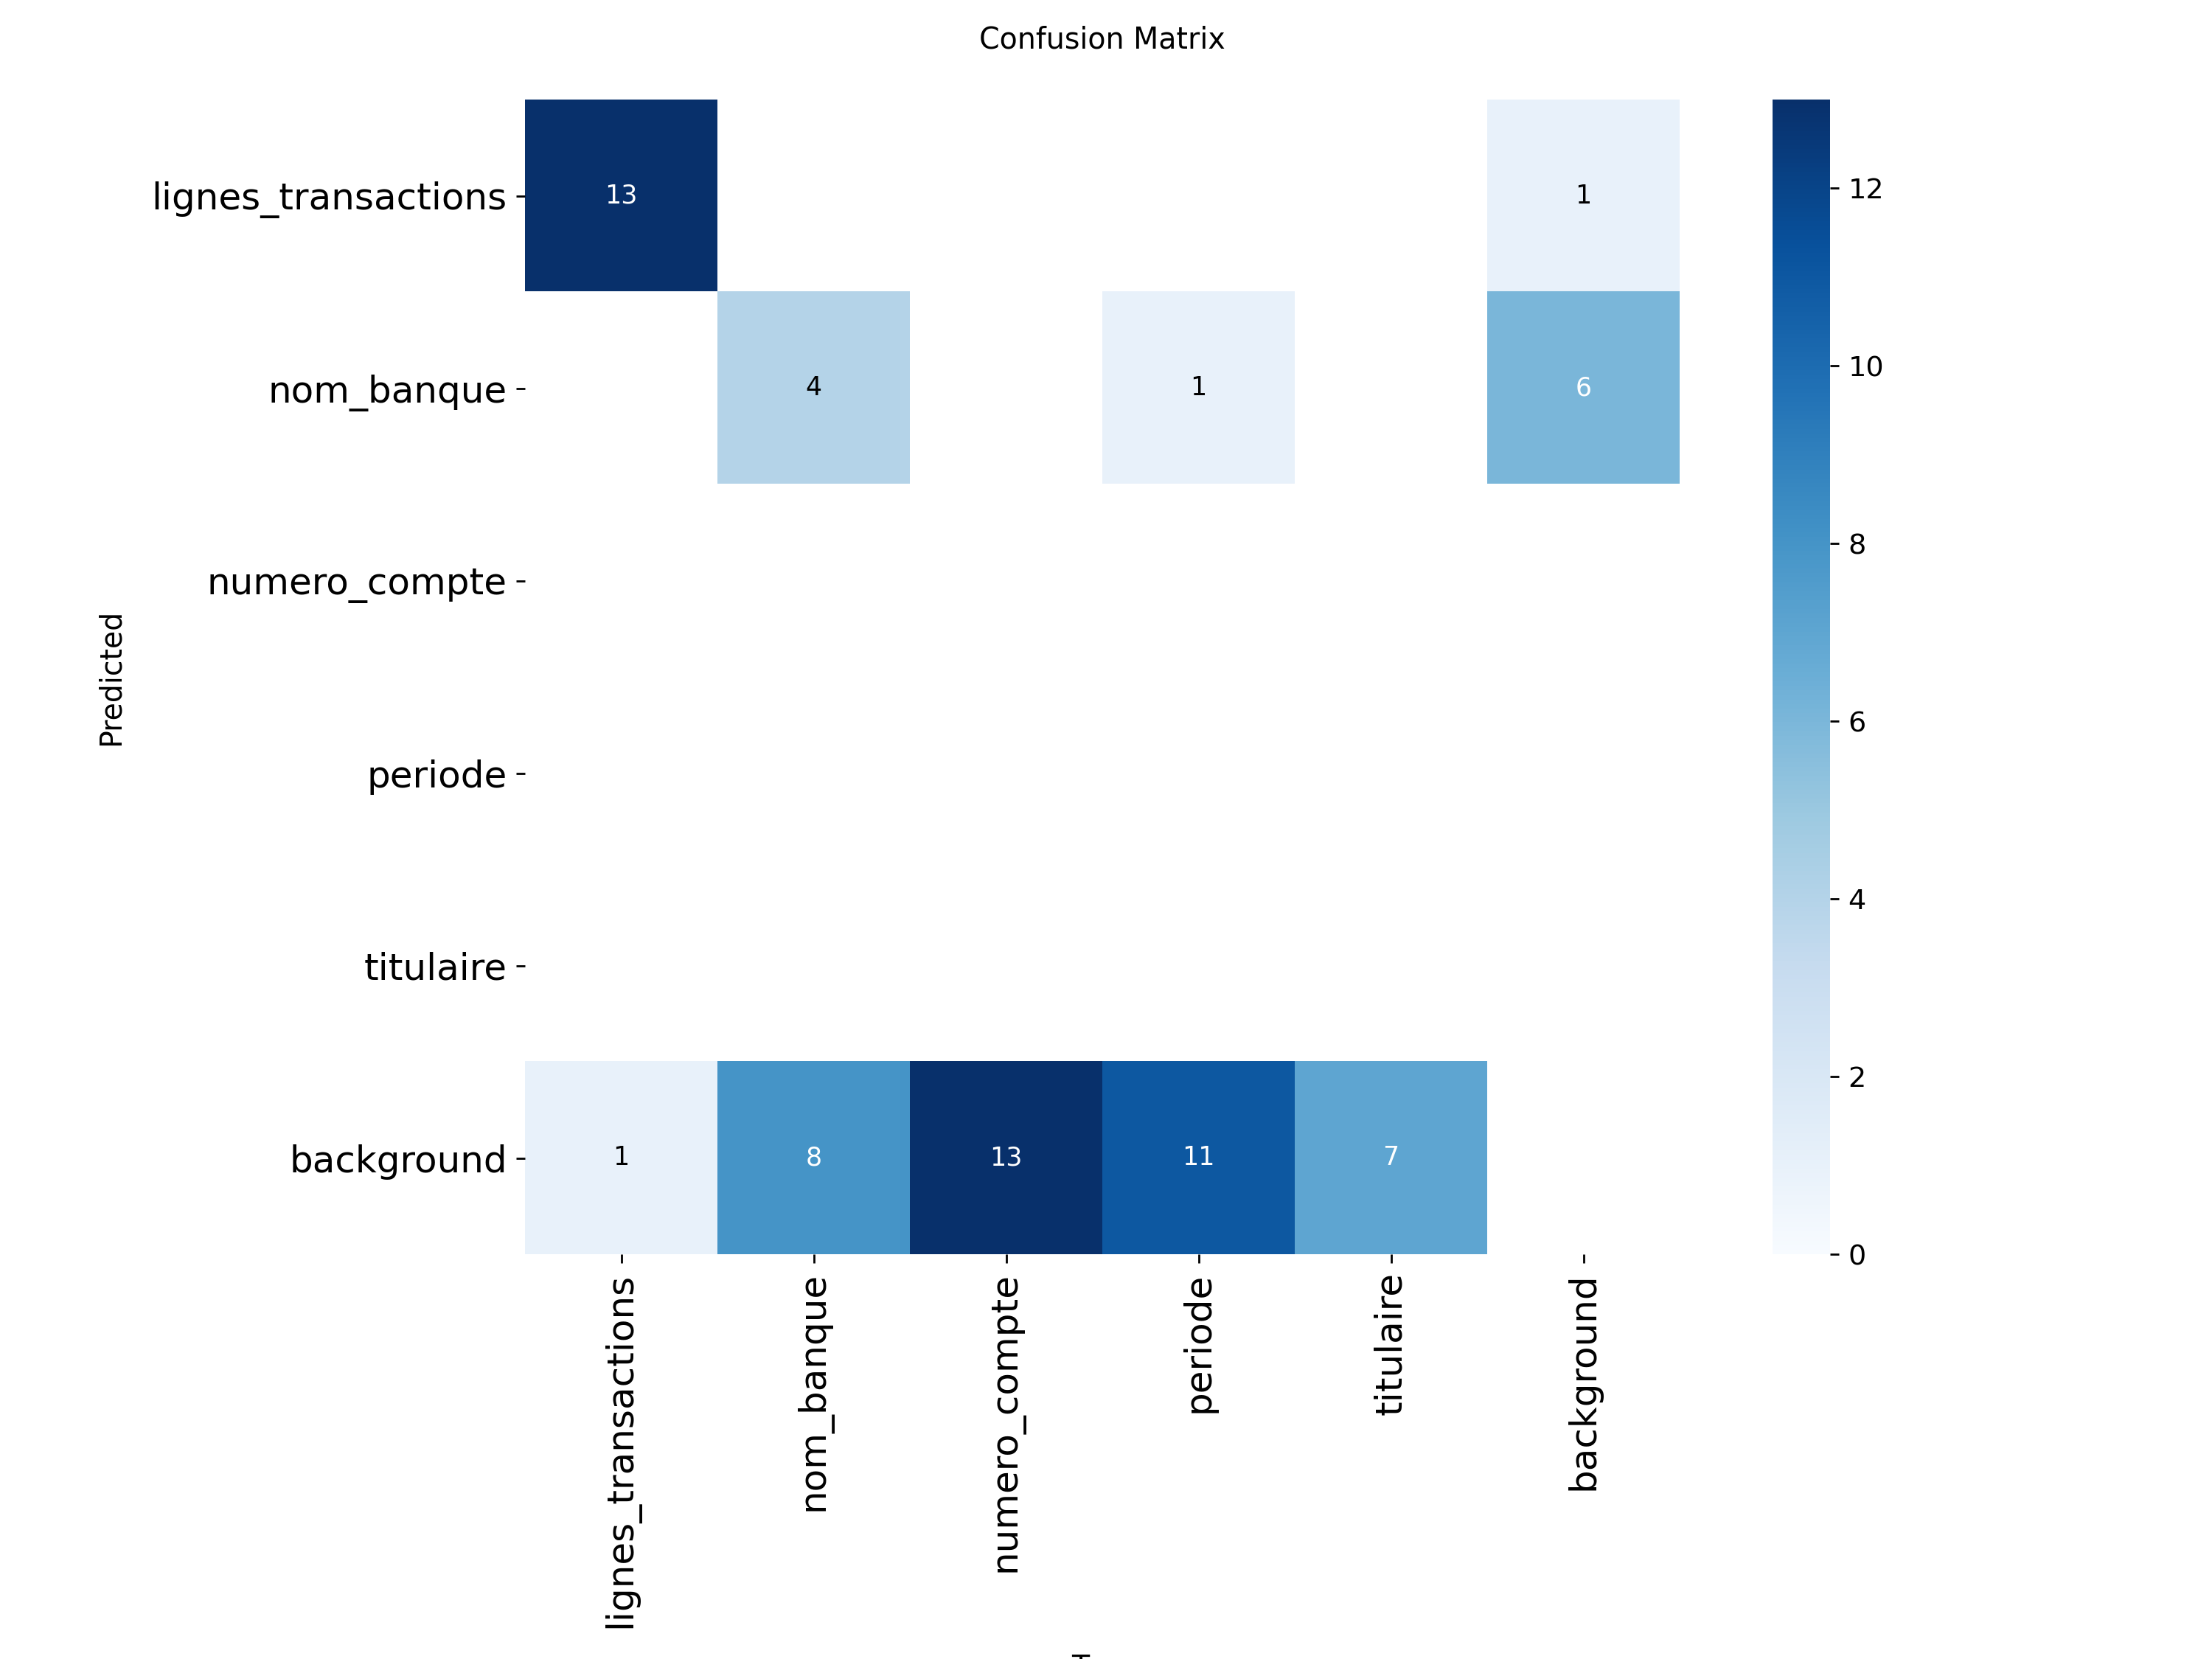 Confusion Matrix
lignes_transactions
13
1
12
nom_banque
4
1
6
10
numero_compte
8
Predicted
periode
6
titulaire
4
background
1
8
13
11
7
2
0
lignes_transactions
nom_banque
numero_compte
periode
titulaire
background